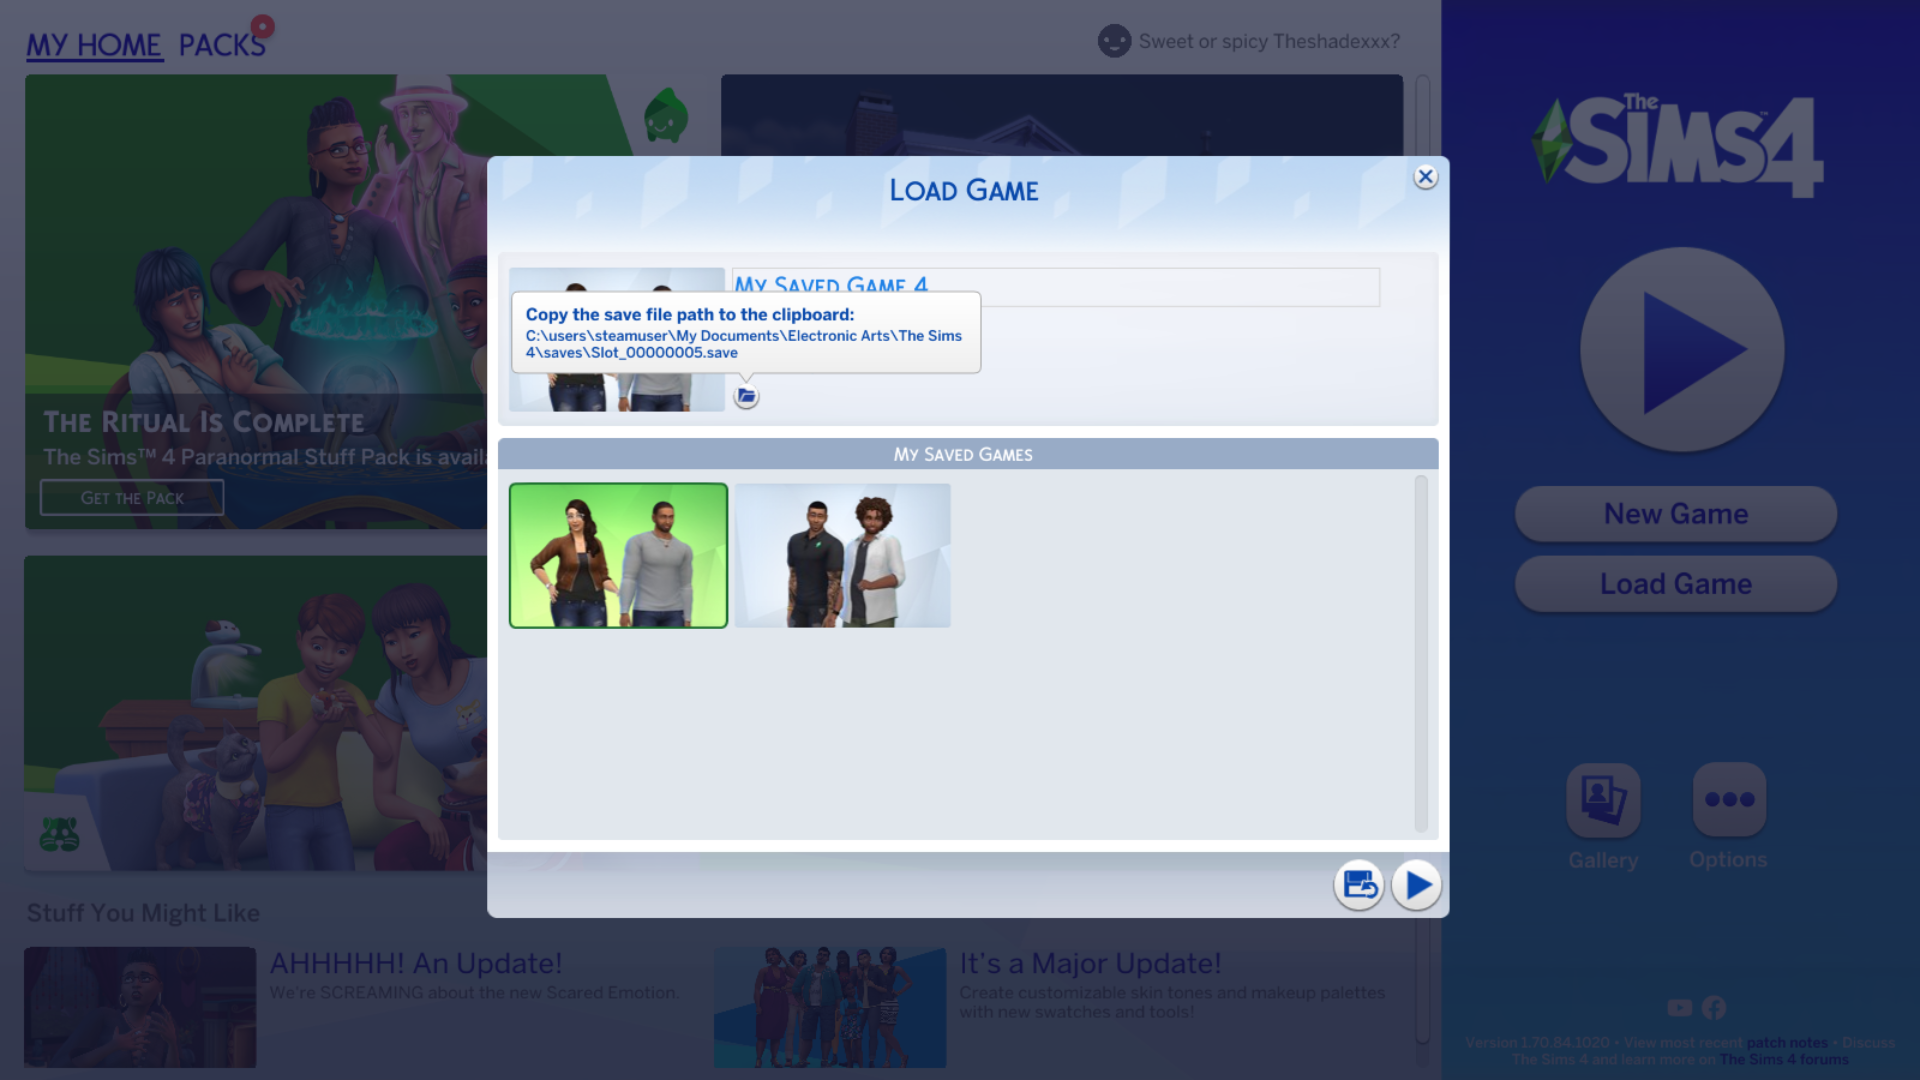 MY HOME PACKS
Sweet or spicy Theshadexxx?
The SiMS 4
LOAD GAME
MY SAVED GAME 4
Copy the save file path to the clipboard:
C:\users\steamuser\My Documents\Electronic Arts\The Sims
4\saves\Slot_00000005.save
THE RITUAL IS COMPLETE
The Sims™ 4 Paranormal Stuff Pack is
GET THE PACK
MY SAVED GAMES
New Game
Load Game
Gallery
Options
Stuff You Might Like
AHHHHH! An Update!
We're SCREAMING about the new Scared Emotion.
It's a Major Update!
Create customizable skin tones and makeup palettes
with new swatches and tools!
Version 1.70.84.1020 • View most recent patch notes • Discuss
The Sims 4 and learn more on The Sims 4 forums